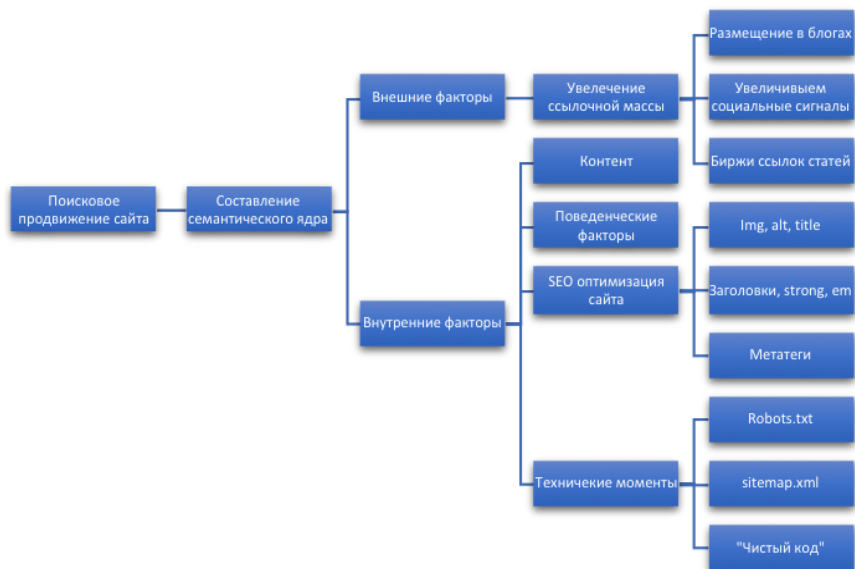 Поисковое
продвижение сайта
Составление
семантического ядра
Внешние факторы
Увелечение
ссылочной массы
Размещение в блогах
Увеличивыем
социальные сигналы
Биржи ссылок статей
Внутренние факторы
Контент
Поведенческие
факторы
SEO оптимизация
сайта
Img, alt, title
Заголовки, strong, em
Метатеги
Техничекие моменты
Robots.txt
sitemap.xml
"Чистый код"